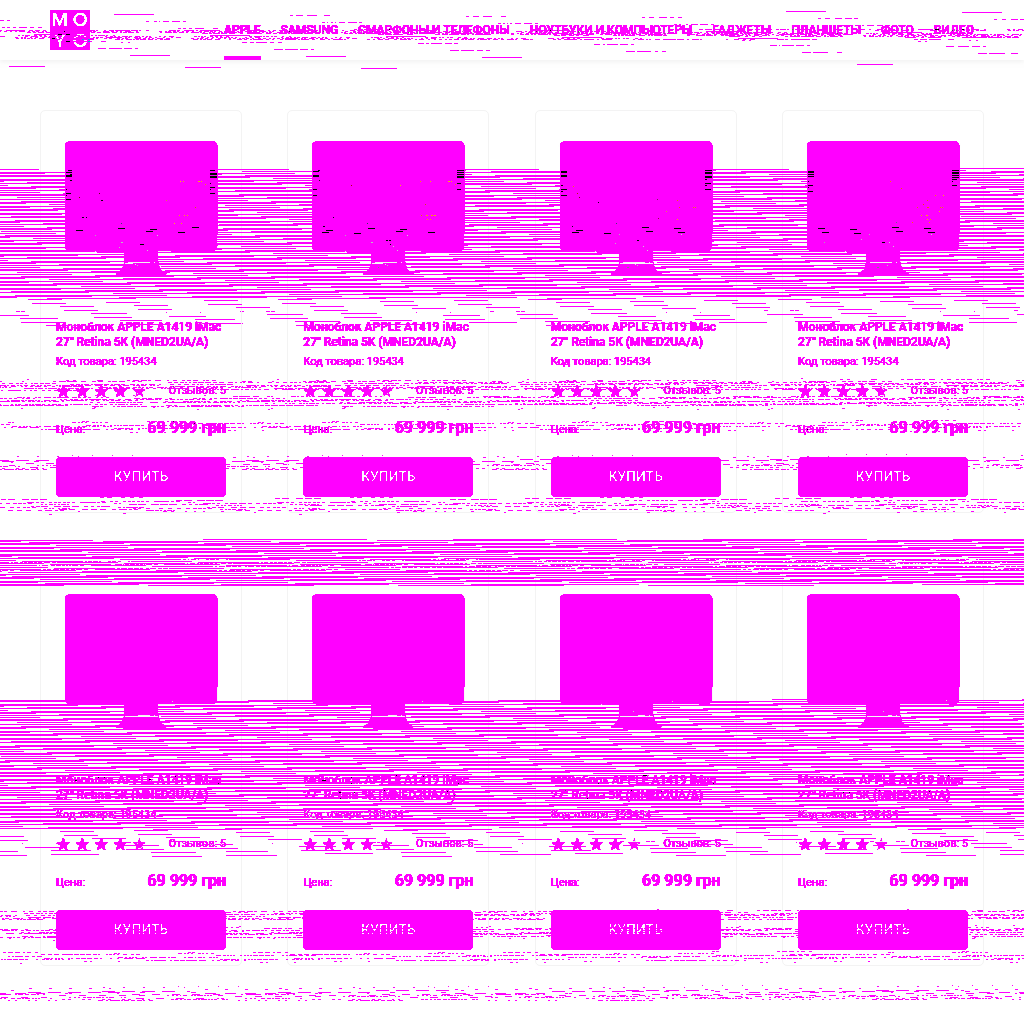 MO
YO
APPLE SAMSUNG СМАРФОНЫ И ТЕЛЕФОНЫ НОУТБУКИ И КОМПЬЮТЕРЫ ГАДЖЕТЫ ПЛАНШЕТЫ ФОТО ВИДЕО
Моноблок APPLE A1419 iMac
27" Retina 5K (MNED2UA/A)
Код товара: 195434
Отзывов: 5
Цена: 69 999 грн
КУПИТЬ
Моноблок APPLE A1419 iMac
27" Retina 5K (MNED2UA/A)
Код товара: 195434
Отзывов: 5
Цена: 69 999 грн
КУПИТЬ
Моноблок APPLE A1419 iMac
27" Retina 5K (MNED2UA/A)
Код товара: 195434
Отзывов: 5
Цена: 69 999 грн
КУПИТЬ
Моноблок APPLE A1419 iMac
27" Retina 5K (MNED2UA/A)
Код товара: 195434
Отзывов: 5
Цена: 69 999 грн
КУПИТЬ
Моноблок APPLE A1419 iMac
27" Retina 5K (MNED2UA/A)
Код товара: 195434
Отзывов: 5
Цена: 69 999 грн
КУПИТЬ
Моноблок APPLE A1419 iMac
27" Retina 5K (MNED2UA/A)
Код товара: 195434
Отзывов: 5
Цена: 69 999 грн
КУПИТЬ
Моноблок APPLE A1419 iMac
27" Retina 5K (MNED2UA/A)
Код товара: 195434
Отзывов: 5
Цена: 69 999 грн
КУПИТЬ
Моноблок APPLE A1419 iMac
27" Retina 5K (MNED2UA/A)
Код товара: 195434
Отзывов: 5
Цена: 69 999 грн
КУПИТЬ